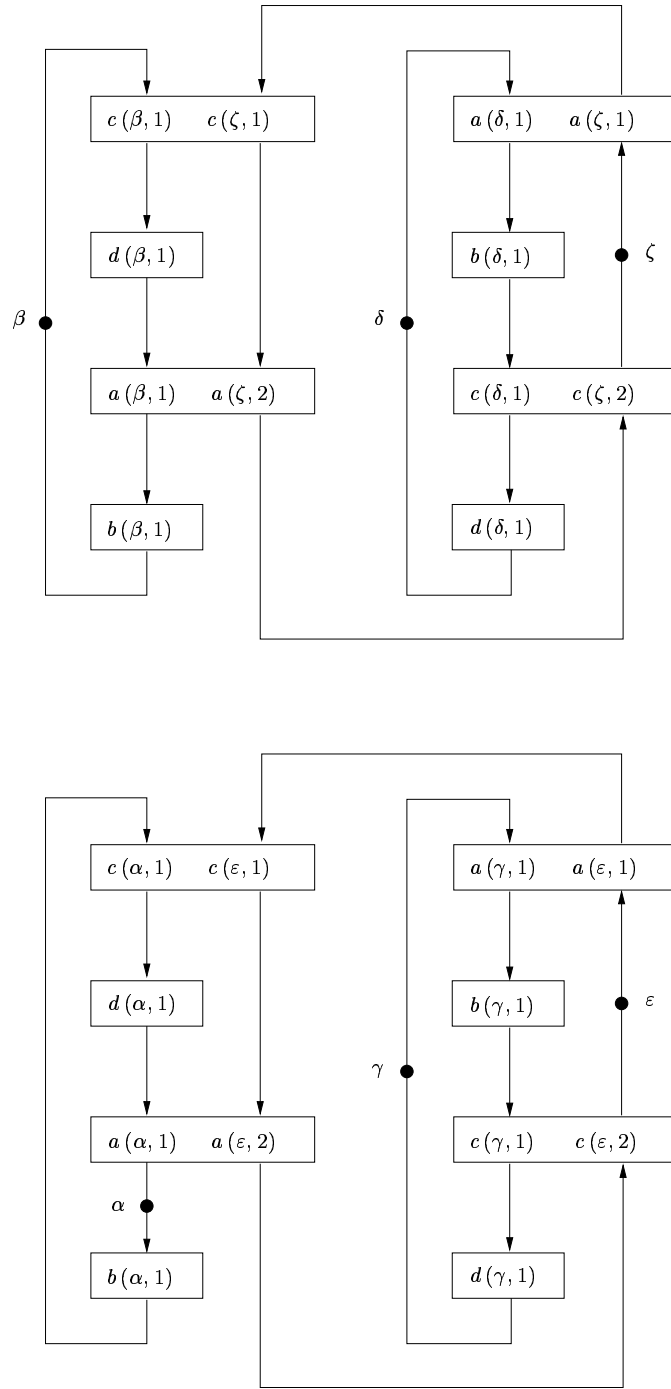 c (β, 1) c (ζ, 1) a (δ, 1) a (ζ, 1)
d (β, 1) b (δ, 1) ζ
β δ
a (β, 1) a (ζ, 2) c (δ, 1) c (ζ, 2)
b (β, 1) d (δ, 1)
c (α, 1) c (ε, 1) a (γ, 1) a (ε, 1)
d (α, 1) b (γ, 1) ε
γ
a (α, 1) a (ε, 2) c (γ, 1) c (ε, 2)
α
b (α, 1) d (γ, 1)